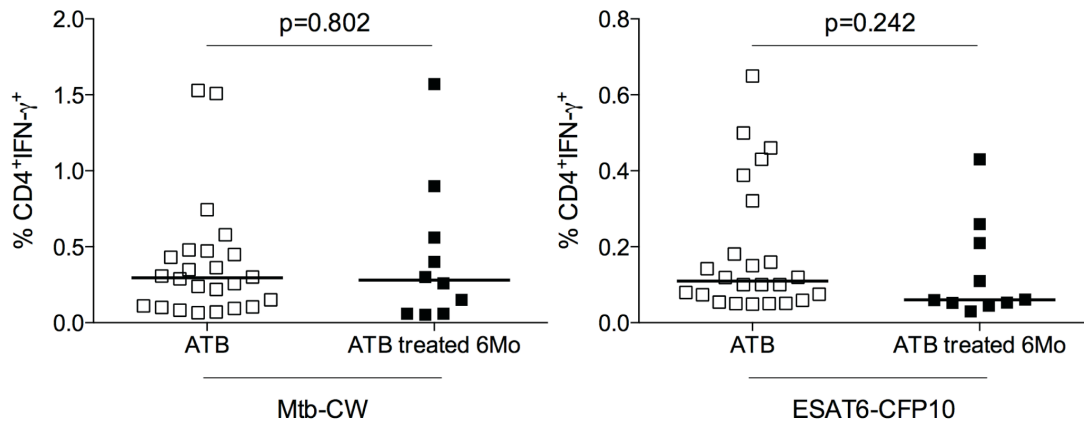 p=0.802
% CD4⁺IFN-γ⁺
2.0
1.5
1.0
0.5
0.0
ATB
ATB treated 6Mo
Mtb-CW
p=0.242
% CD4⁺IFN-γ⁺
0.8
0.6
0.4
0.2
0.0
ATB
ATB treated 6Mo
ESAT6-CFP10